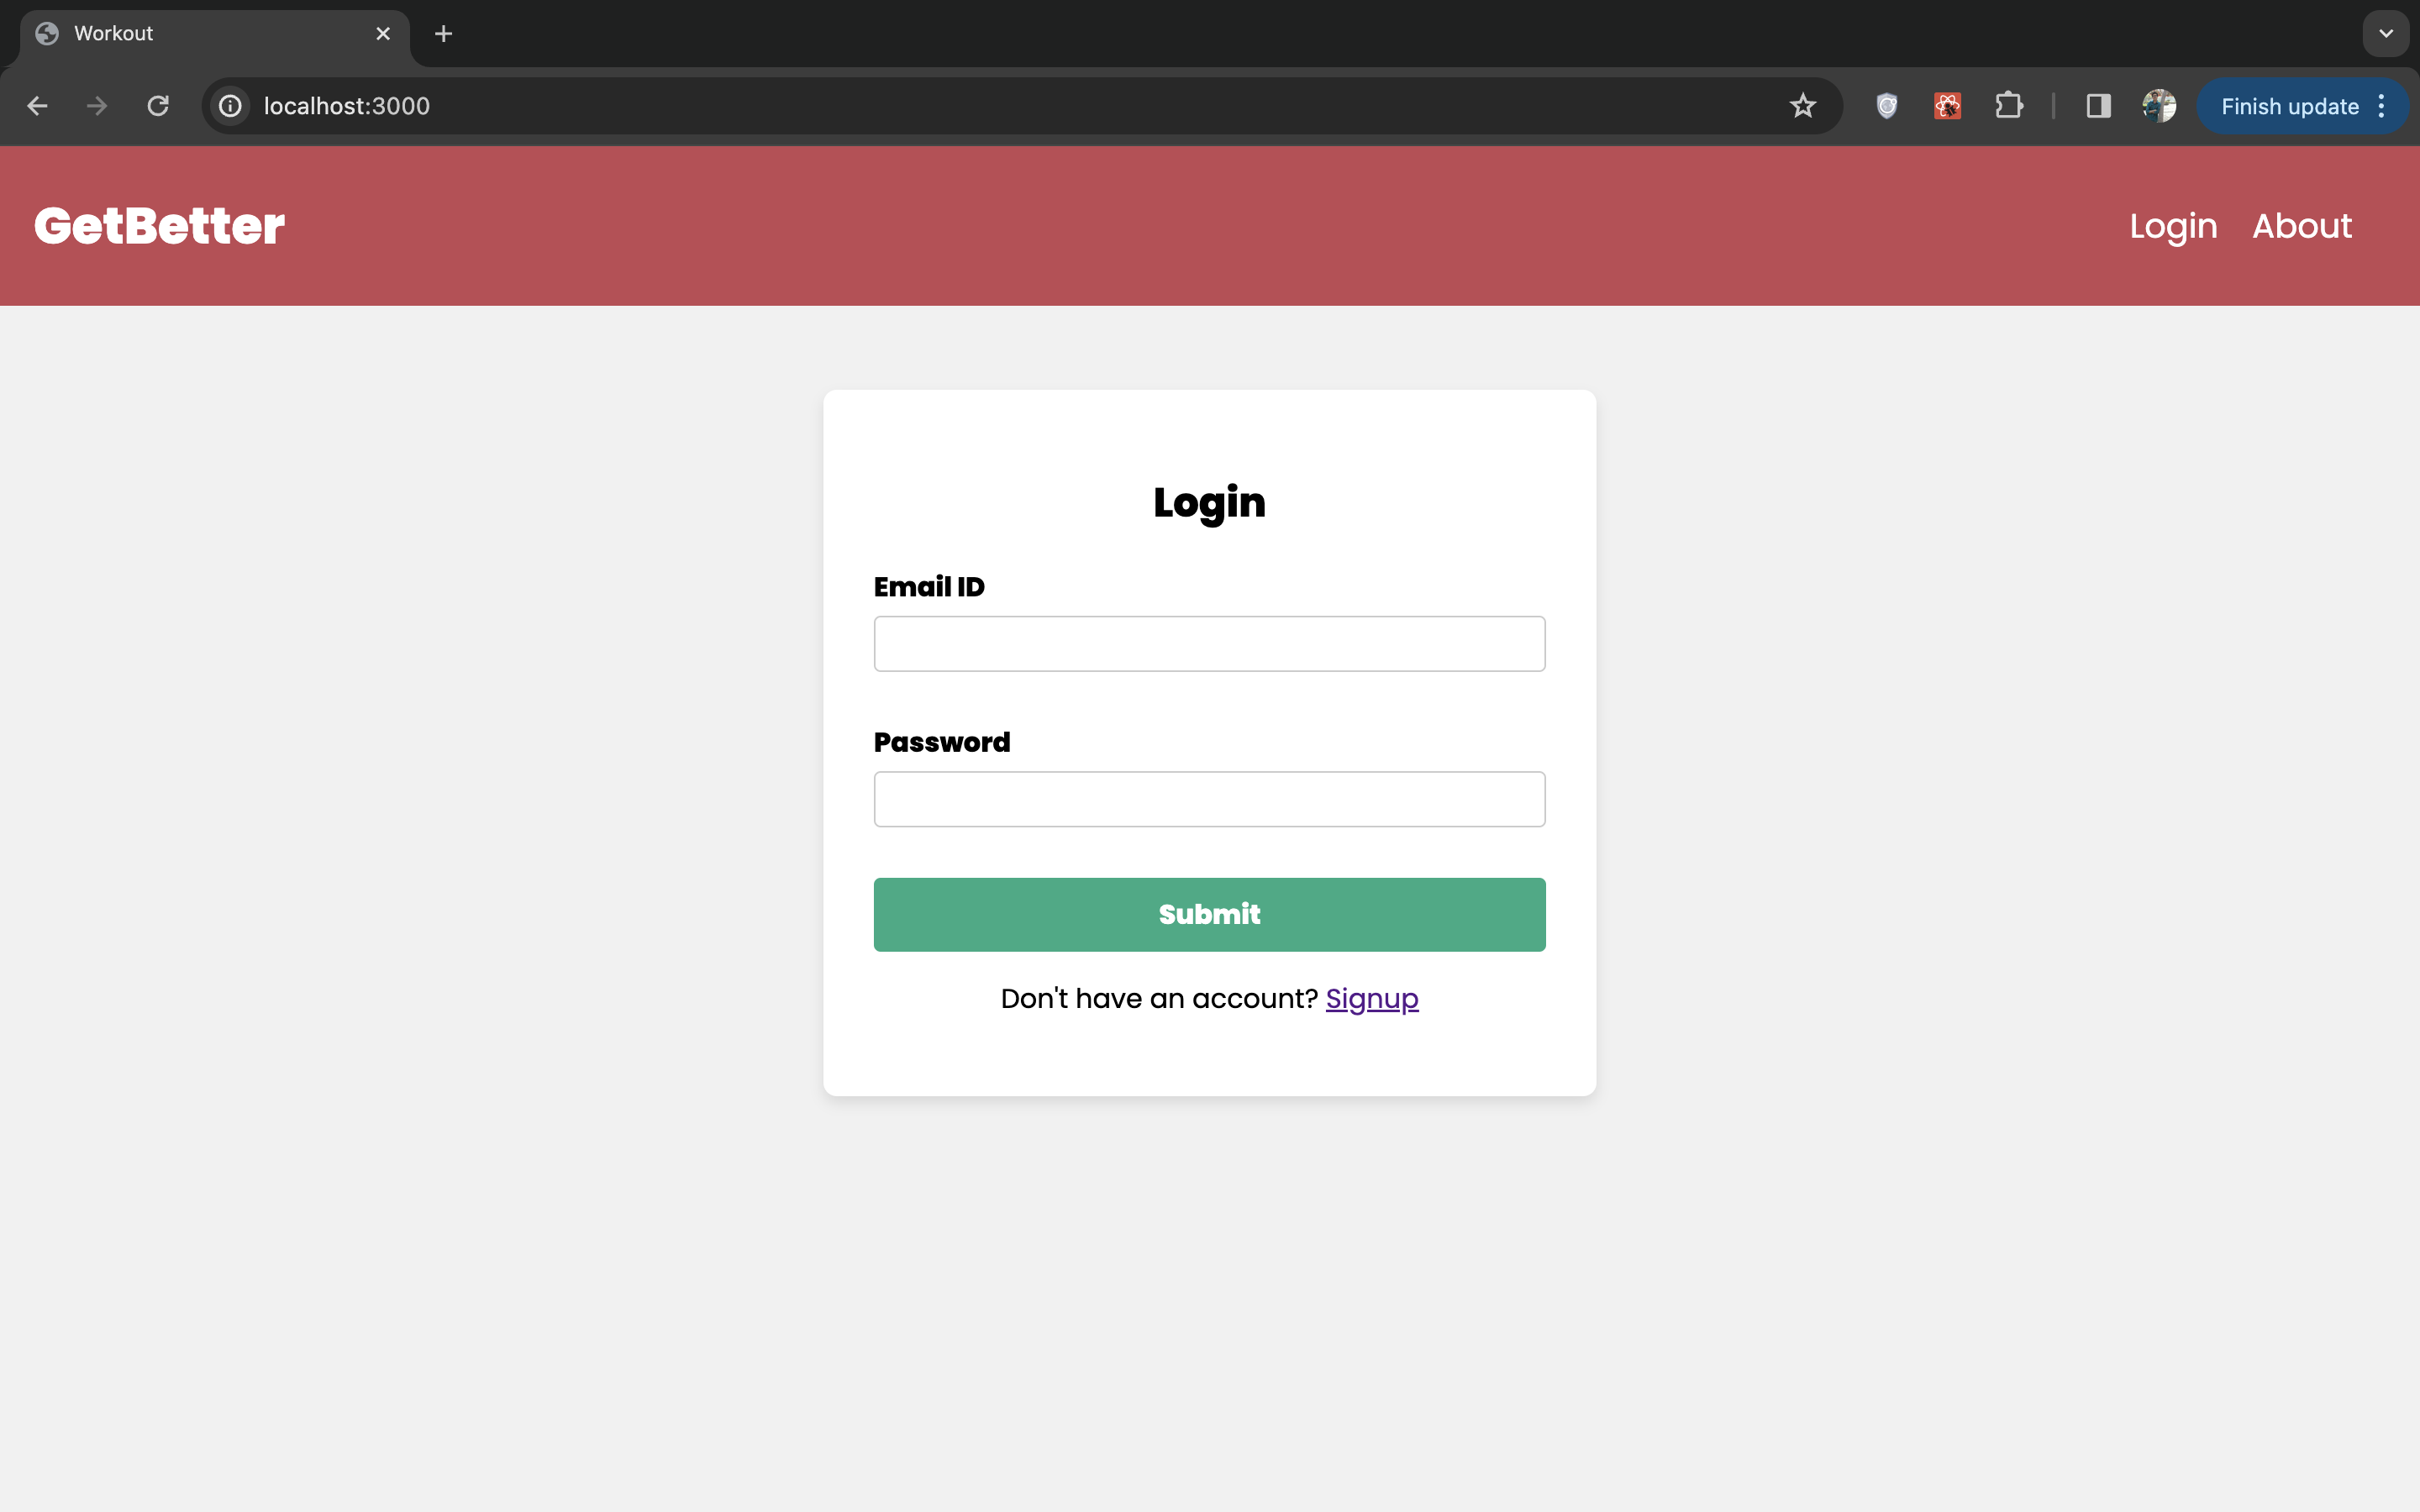 Workout
localhost:3000
Finish update
GetBetter
Login About
Login
Email ID
Password
Submit
Don't have an account? Signup